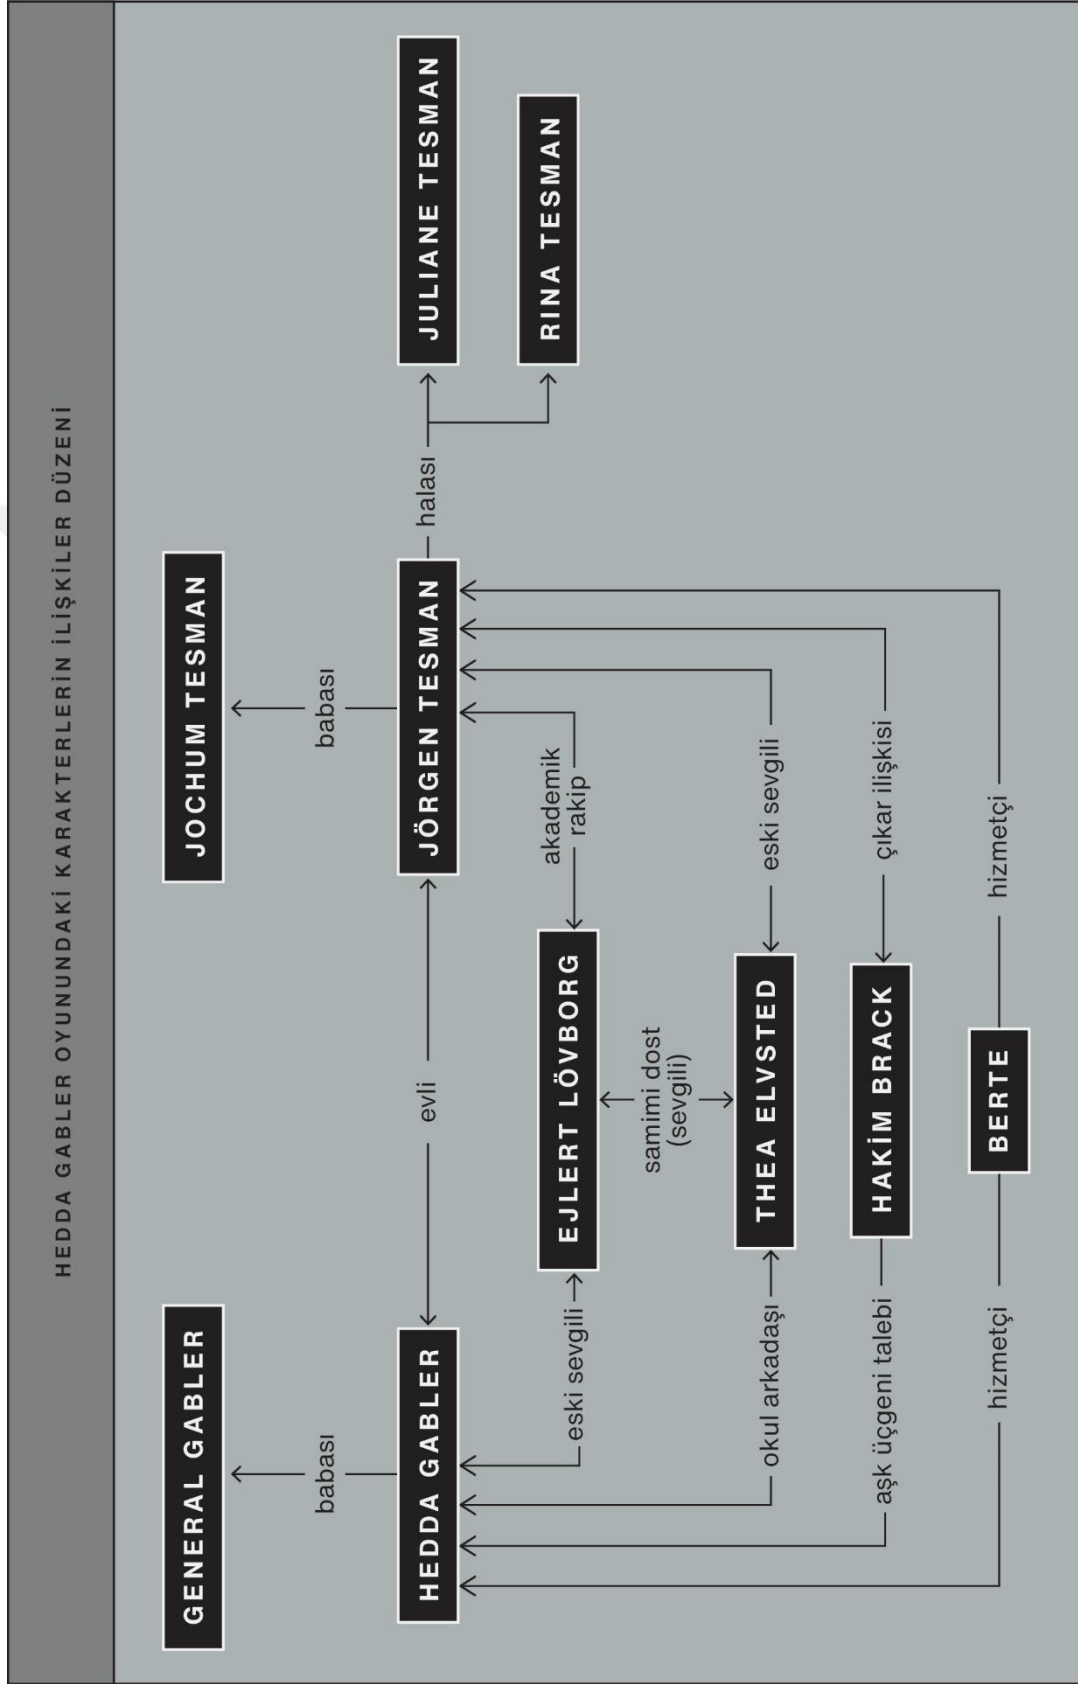 HEDDA GABLER OYUNUNDAKİ KARAKTERLERİN İLİŞKİLER DÜZENİ
GENERAL GABLER
JOCHUM TESMAN
babası
babası
HEDDA GABLER
evli
JÖRGEN TESMAN
halası
JULIANE TESMAN
RINA TESMAN
eski sevgili
EJLERT LÖVBORG
akademik
rakip
samimi dost
(sevgili)
okul arkadaşı
THEA ELVSTED
eski sevgili
aşk üçgeni talebi
HAKİM BRACK
çıkar ilişkisi
hizmetçi
BERTE
hizmetçi